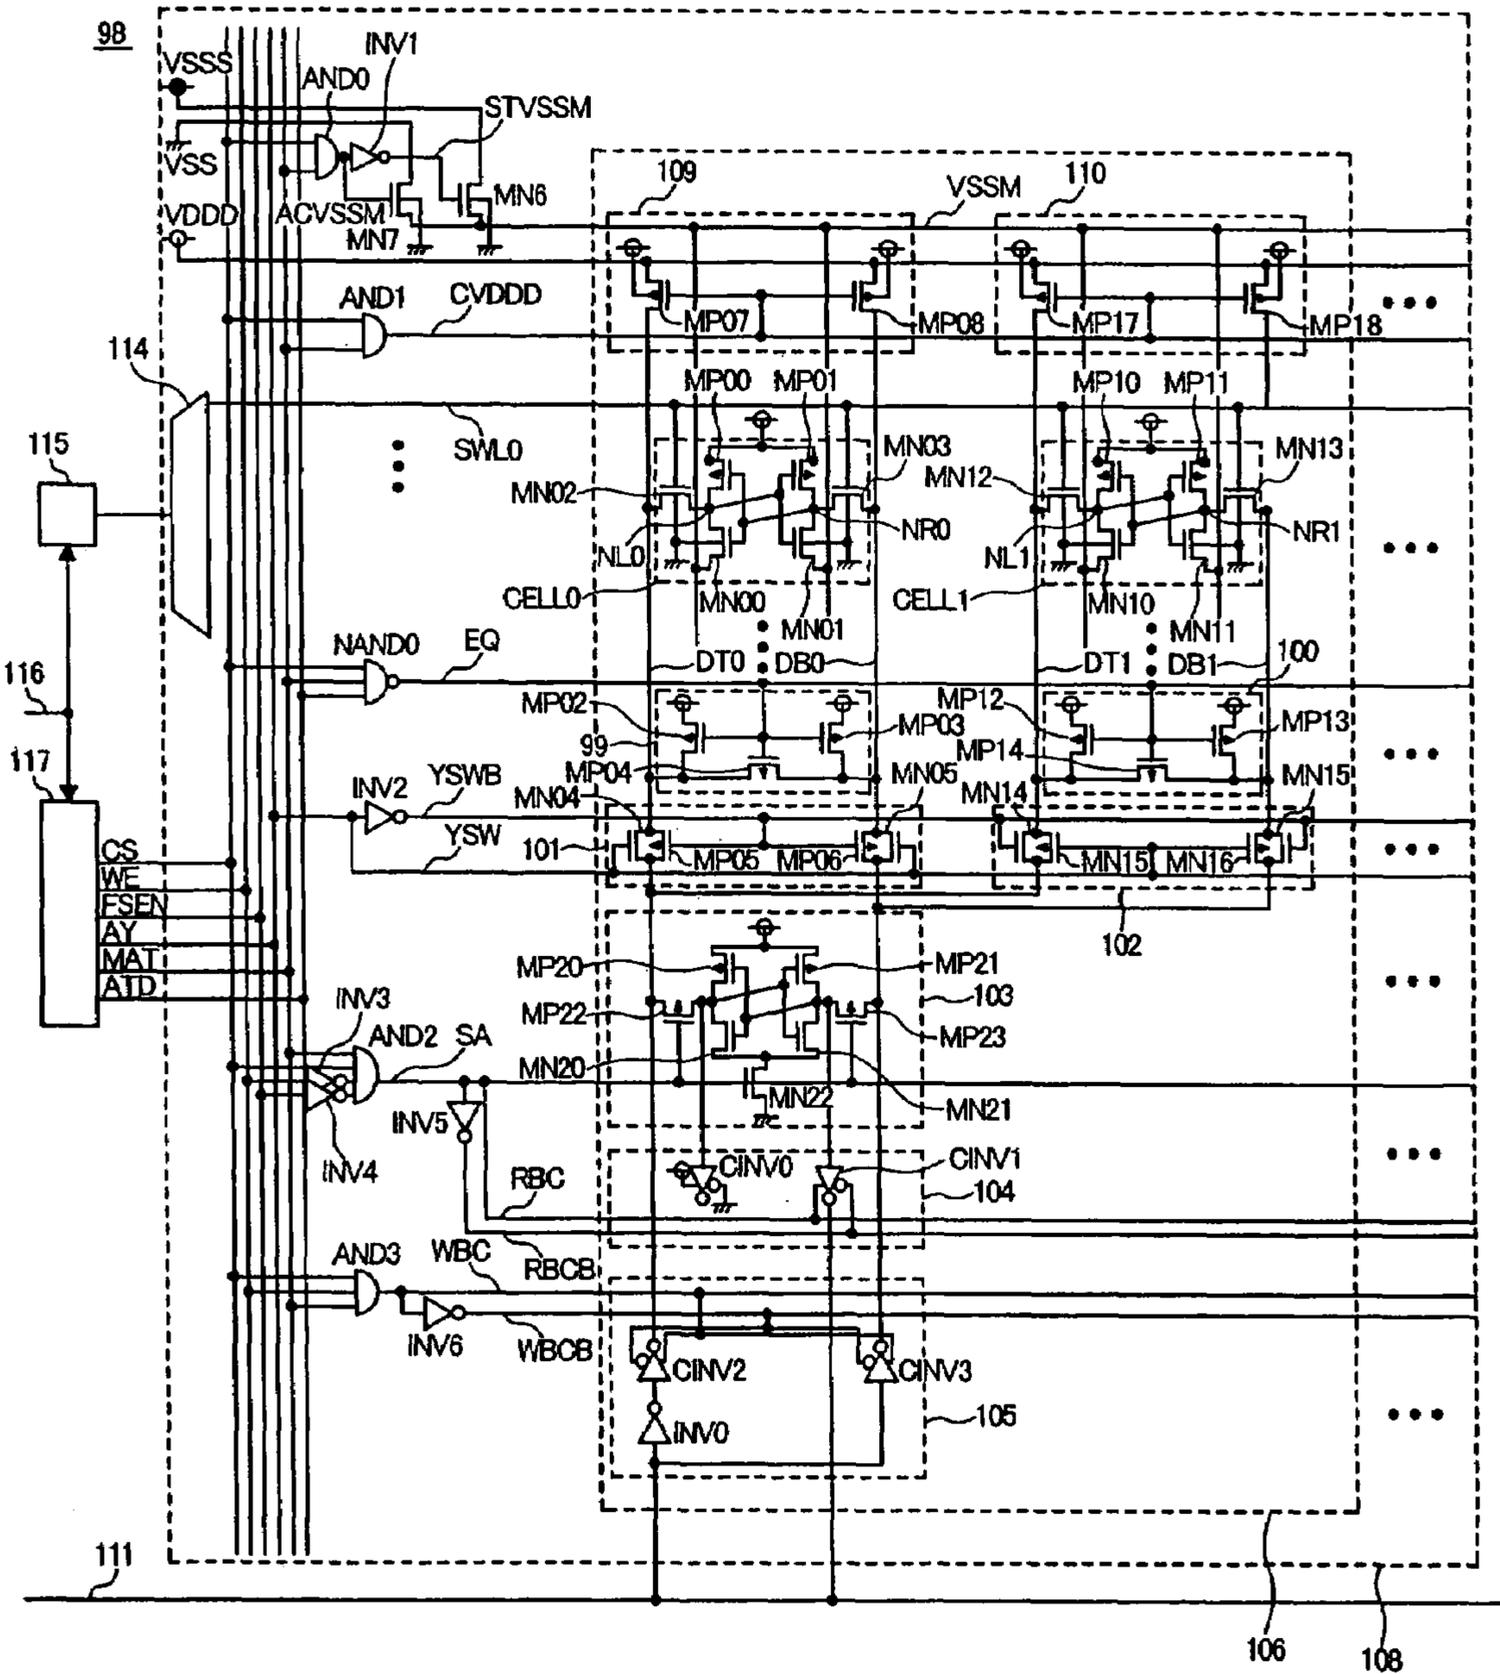 98
INV1
VSSS
AND0
STVSSM
VSS
109
110
VSSM
MN6
VDDD
ACVSSM
MN7
AND1
CVDDD
MP07
MP08
MP17
MP18
114
MP00
MP01
MP10
MP11
115
SWL0
MN03
MN13
MN02
MN12
NL0
NR0
NL1
NR1
CELL0
MN00
CELL1
MN10
MN01
MN11
NAND0
EQ
DT0
DB0
DT1
DB1
100
116
MP02
MP03
MP12
MP13
99
MP04
MP14
117
INV2
YSWB
MN04
MN05
MN14
MN15
YSW
101
MP05
MP06
MN15
MN16
CS
WE
FSEN
AY
102
MAT
ATD
MP20
MP21
103
INV3
MP22
MP23
AND2
SA
MN20
MN22
MN21
INV5
INV4
CINV0
CINV1
RBC
104
AND3
WBC
RBCB
INV6
WBCB
CINV2
CINV3
INV0
105
111
106
108